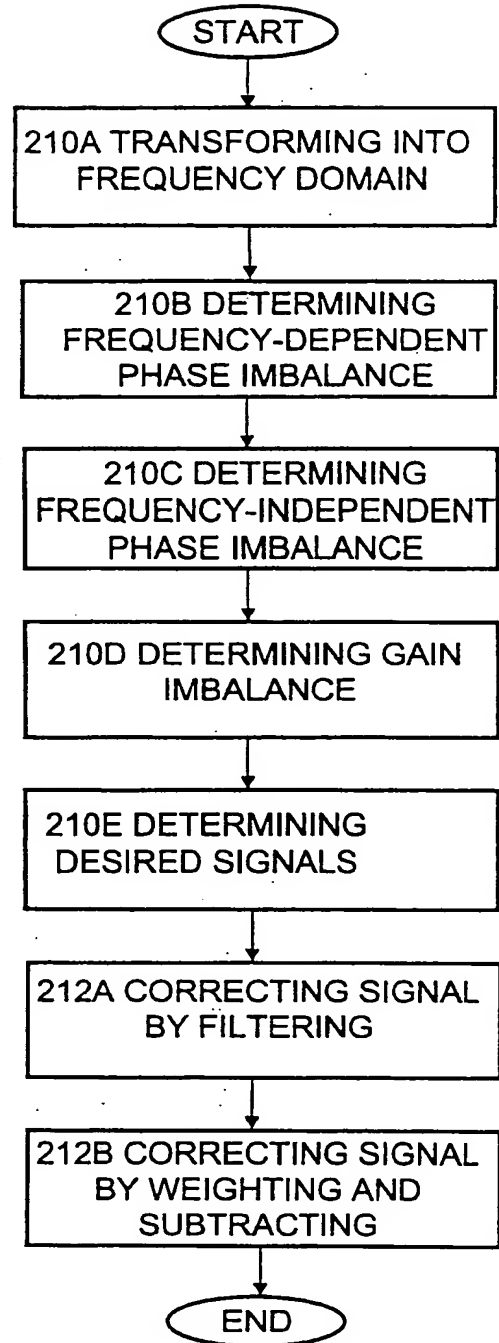 START
210A TRANSFORMING INTO
FREQUENCY DOMAIN
210B DETERMINING
FREQUENCY-DEPENDENT
PHASE IMBALANCE
210C DETERMINING
FREQUENCY-INDEPENDENT
PHASE IMBALANCE
210D DETERMINING GAIN
IMBALANCE
210E DETERMINING
DESIRED SIGNALS
212A CORRECTING SIGNAL
BY FILTERING
212B CORRECTING SIGNAL
BY WEIGHTING AND
SUBTRACTING
END